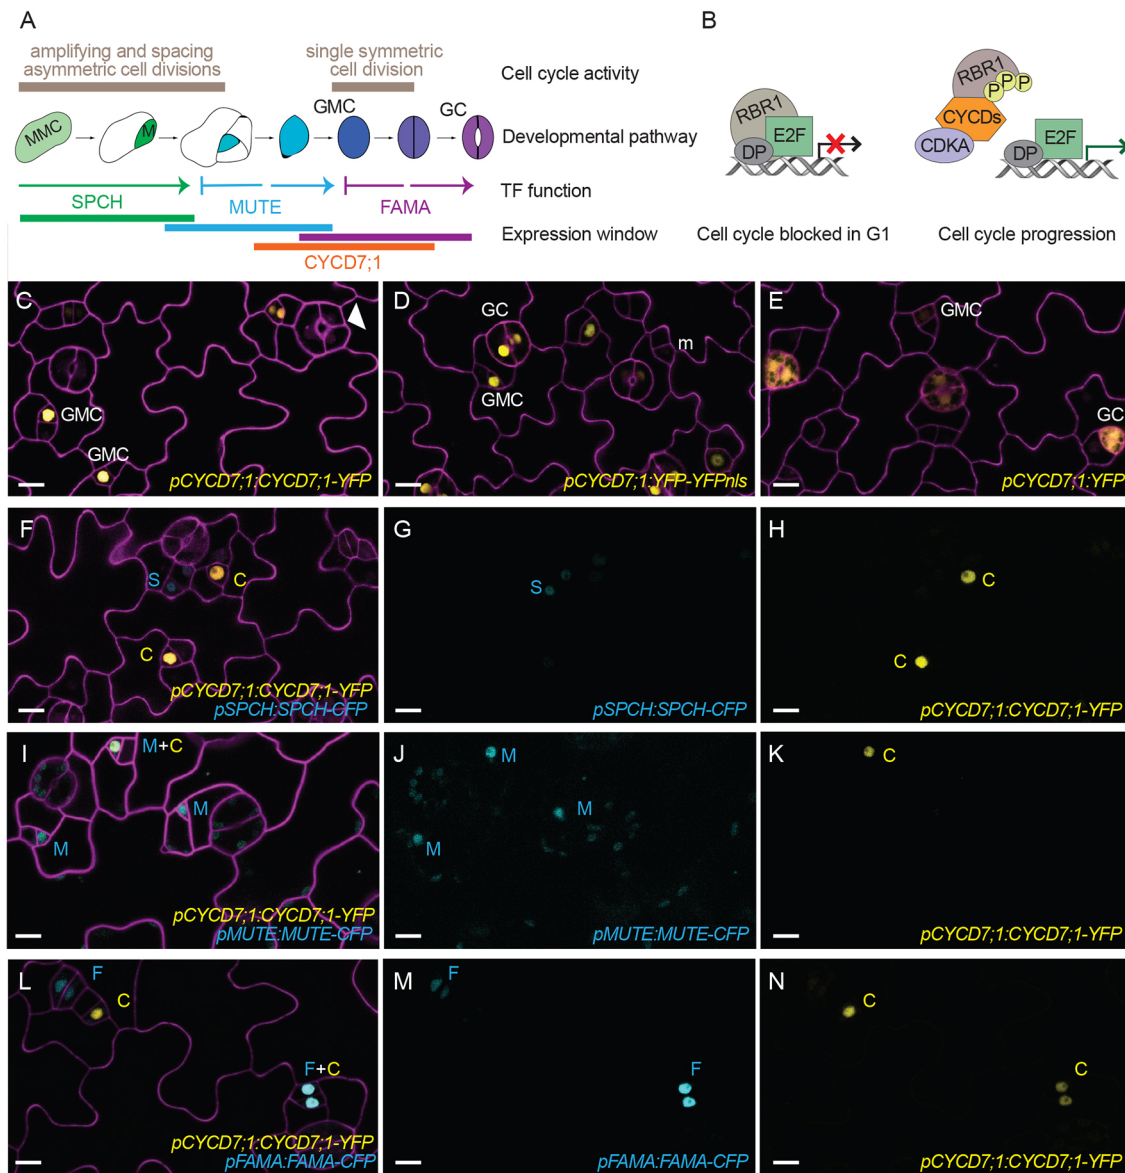 A
amplifying and spacing
asymmetric cell divisions
single symmetric
cell division
Cell cycle activity
MMC
M
GMC
GC
Developmental pathway
SPCH
MUTE
FAMA
TF function
Expression window
CYCD7;1
B
RBR1
E2F
DP
Cell cycle blocked in G1
RBR1
P P P
CYCDs
CDKA
E2F
DP
Cell cycle progression
C
GMC
GMC
pCYCD7;1:CYCD7;1-YFP
D
GC
m
GMC
pCYCD7;1:YFP-YFPnls
E
GMC
GC
pCYCD7;1:YFP
F
S
C
C
pCYCD7;1:CYCD7;1-YFP
pSPCH:SPCH-CFP
G
S
pSPCH:SPCH-CFP
H
C
C
pCYCD7;1:CYCD7;1-YFP
I
M+C
M
M
pCYCD7;1:CYCD7;1-YFP
pMUTE:MUTE-CFP
J
M
M
M
pMUTE:MUTE-CFP
K
C
pCYCD7;1:CYCD7;1-YFP
L
F
C
F+C
pCYCD7;1:CYCD7;1-YFP
pFAMA:FAMA-CFP
M
F
F
pFAMA:FAMA-CFP
N
C
C
pCYCD7;1:CYCD7;1-YFP